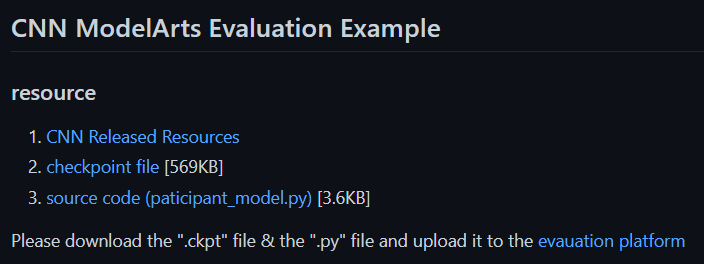 CNN ModelArts Evaluation Example
resource
1. CNN Released Resources
2. checkpoint file [569KB]
3. source code (paticipant_model.py) [3.6KB]
Please download the ".ckpt" file & the ".py" file and upload it to the evauation platform